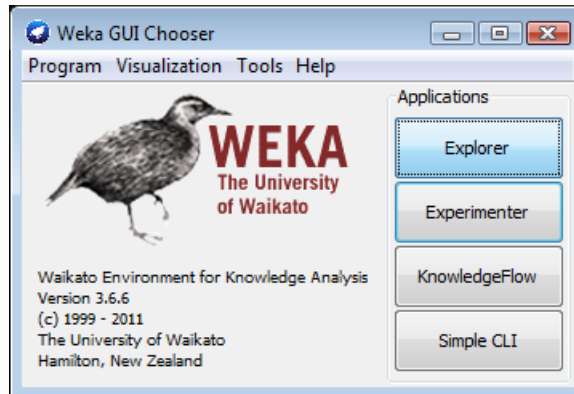 Weka GUI Chooser
Program Visualization Tools Help
WEKA
The University
of Waikato
Waikato Environment for Knowledge Analysis
Version 3.6.6
(c) 1999 - 2011
The University of Waikato
Hamilton, New Zealand
Applications
Explorer
Experimenter
KnowledgeFlow
Simple CLI